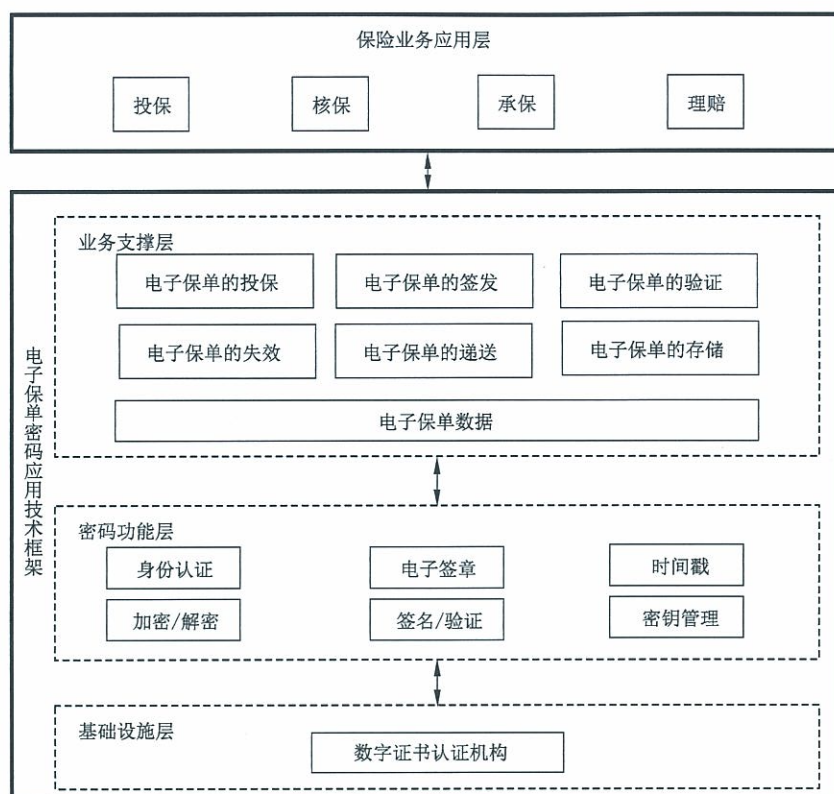 保险业务应用层
投保 核保 承保 理赔
电子保单密码应用技术框架
业务支撑层
电子保单的投保 电子保单的签发 电子保单的验证
电子保单的失效 电子保单的递送 电子保单的存储
电子保单数据
密码功能层
身份认证 电子签章 时间戳
加密/解密 签名/验证 密钥管理
基础设施层
数字证书认证机构